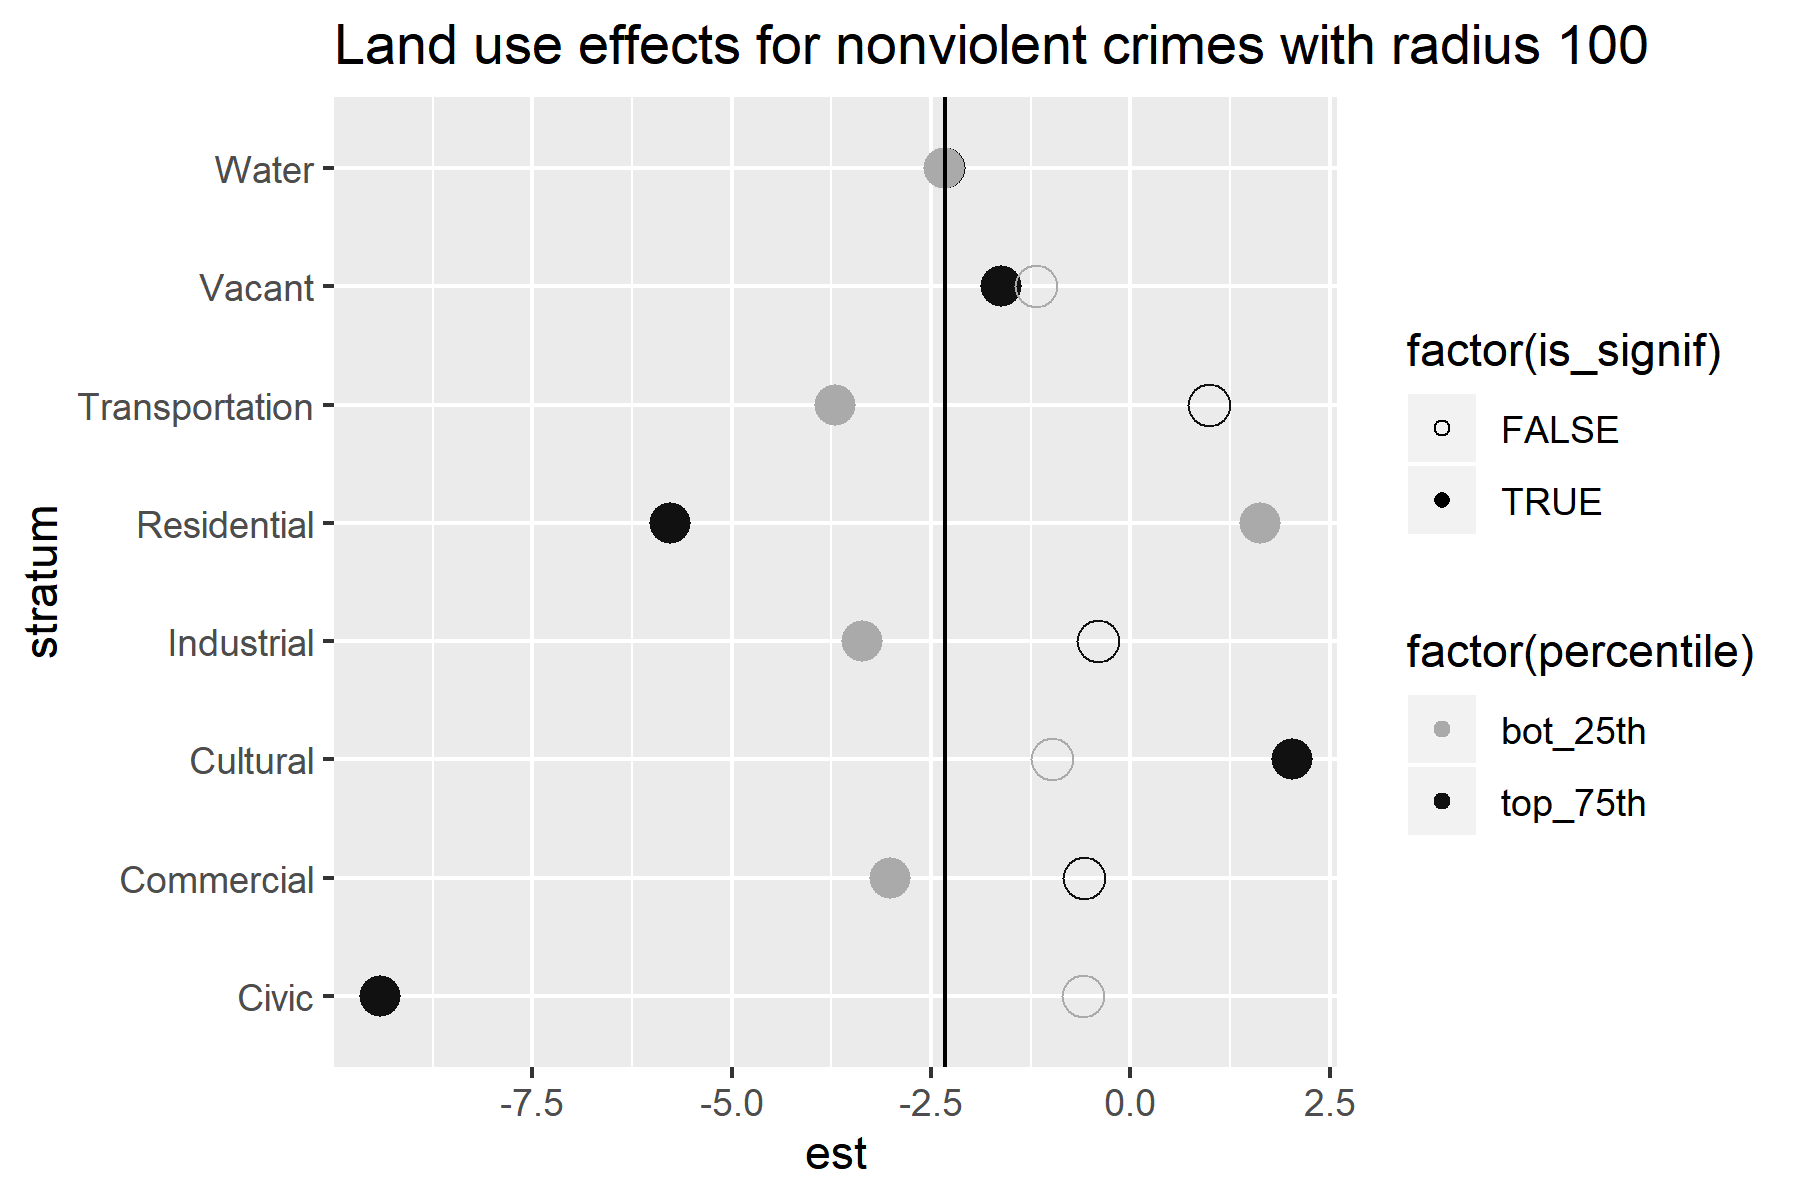 Land use effects for nonviolent crimes with radius 100
Water
Vacant
Transportation
Residential
Industrial
Cultural
Commercial
Civic
stratum
-7.5
-5.0
-2.5
0.0
2.5
est
factor(is_signif)
FALSE
TRUE
factor(percentile)
bot_25th
top_75th